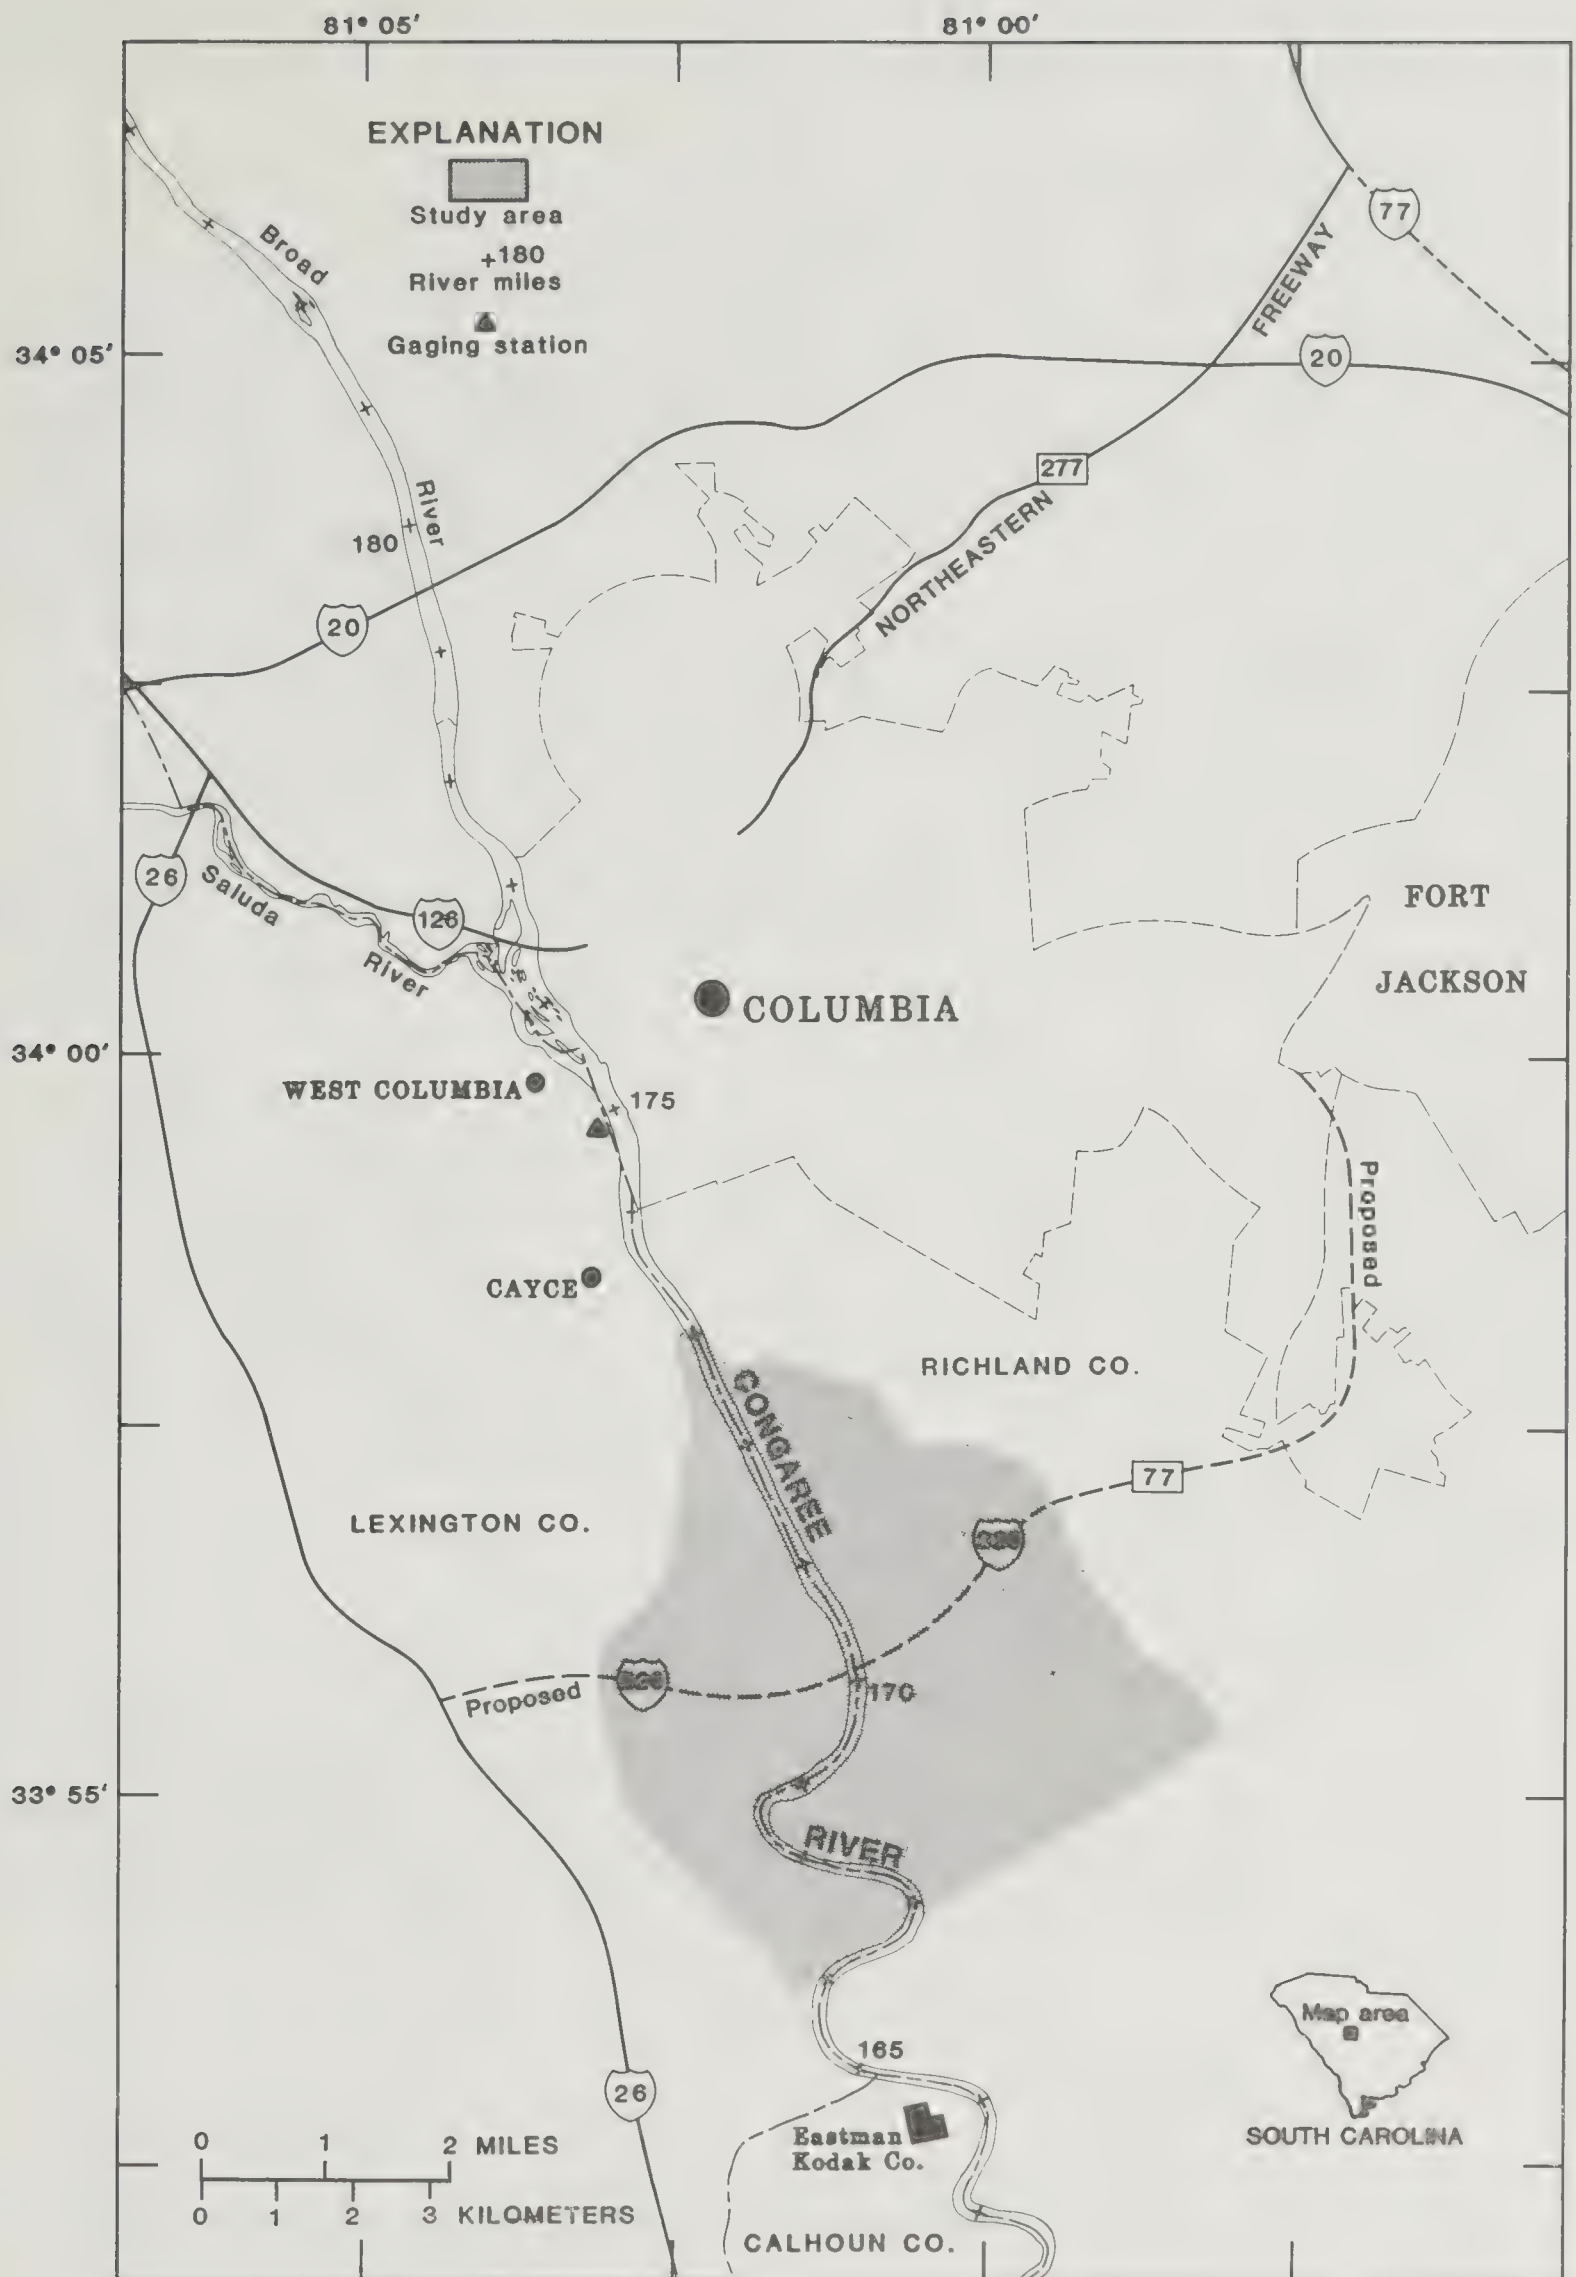 81° 05′
81° 00′
EXPLANATION
Study area
+180
River miles
Gaging station
Broad
River
77
FREEWAY
20
34° 05′
277
NORTHEASTERN
180
20
26
Saluda
River
126
FORT
JACKSON
COLUMBIA
34° 00′
WEST COLUMBIA
175
Proposed
CAYCE
RICHLAND CO.
CONGAREE
77
LEXINGTON CO.
Proposed
170
33° 55′
RIVER
165
Map area
26
SOUTH CAROLINA
Eastman
Kodak Co.
0 1 2 MILES
0 1 2 3 KILOMETERS
CALHOUN CO.